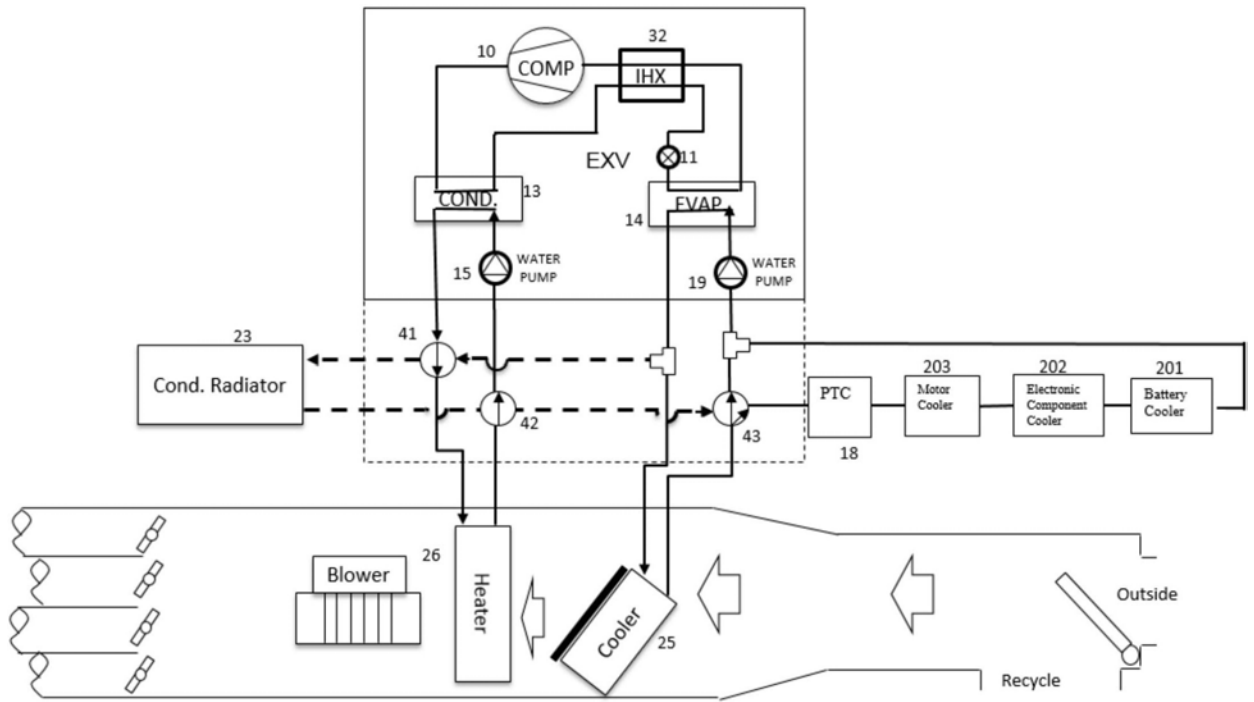 32
10
COMP
IHX
EXV
11
COND.
13
EVAP
14
15
WATER
PUMP
19
WATER
PUMP
23
41
Cond. Radiator
42
43
PTC
18
203
Motor
Cooler
202
Electronic
Component
Cooler
201
Battery
Cooler
26
Blower
Heater
Cooler
25
Outside
Recycle